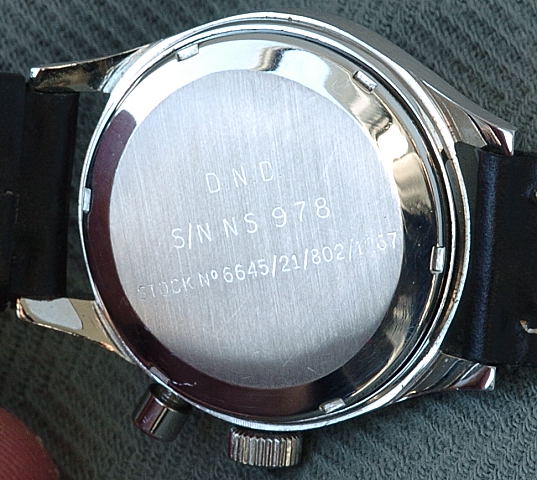 D.N.D.
S/N NS 978
STOCK Nº 6645/21/802/1767